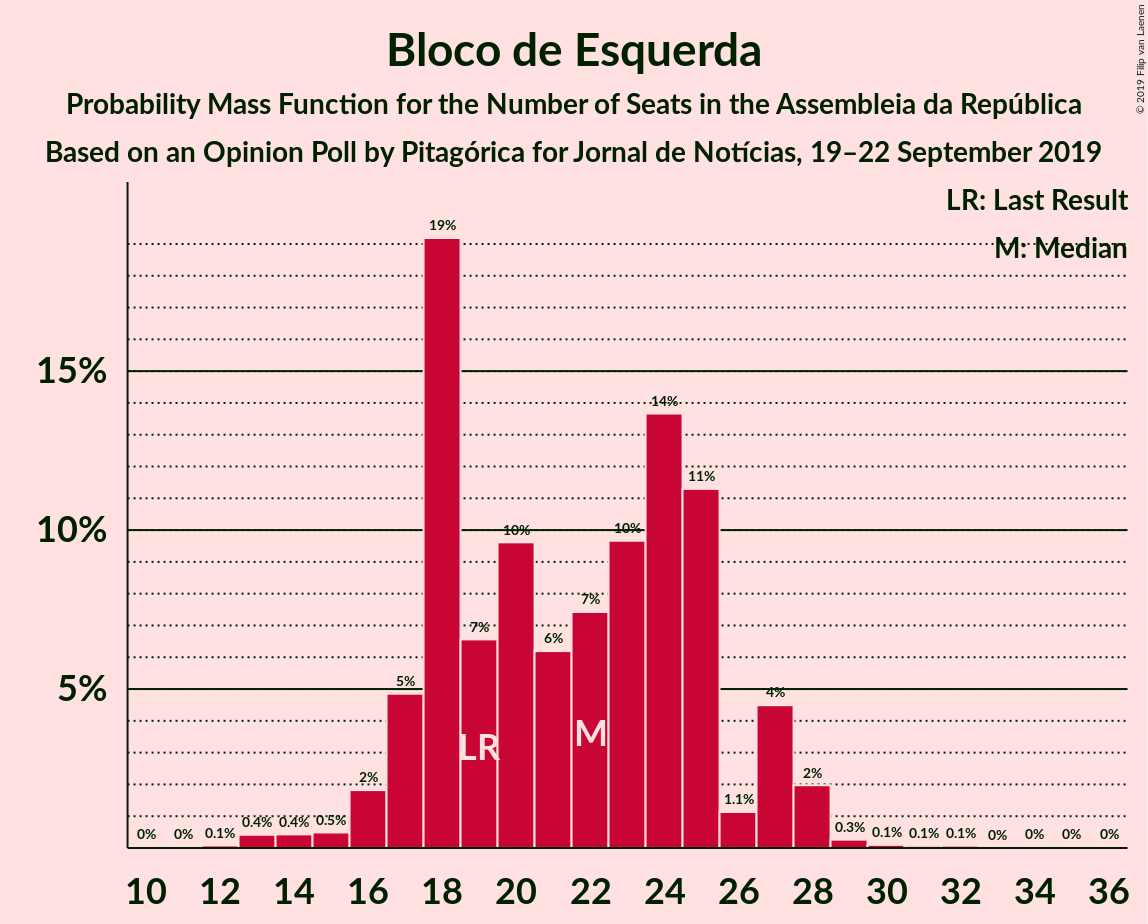 Bloco de Esquerda
Probability Mass Function for the Number of Seats in the Assembleia da República
Based on an Opinion Poll by Pitagórica for Jornal de Notícias, 19–22 September 2019
© 2019 Filip van Laenen
LR: Last Result
M: Median
15%
10%
5%
0% 0% 0.1% 0.4% 0.4% 0.5% 2% 5% 19% 7% 10% 6% 7% 10% 14% 11% 1.1% 4% 2% 0.3% 0.1% 0.1% 0.1% 0% 0% 0% 0%
LR M
10 12 14 16 18 20 22 24 26 28 30 32 34 36